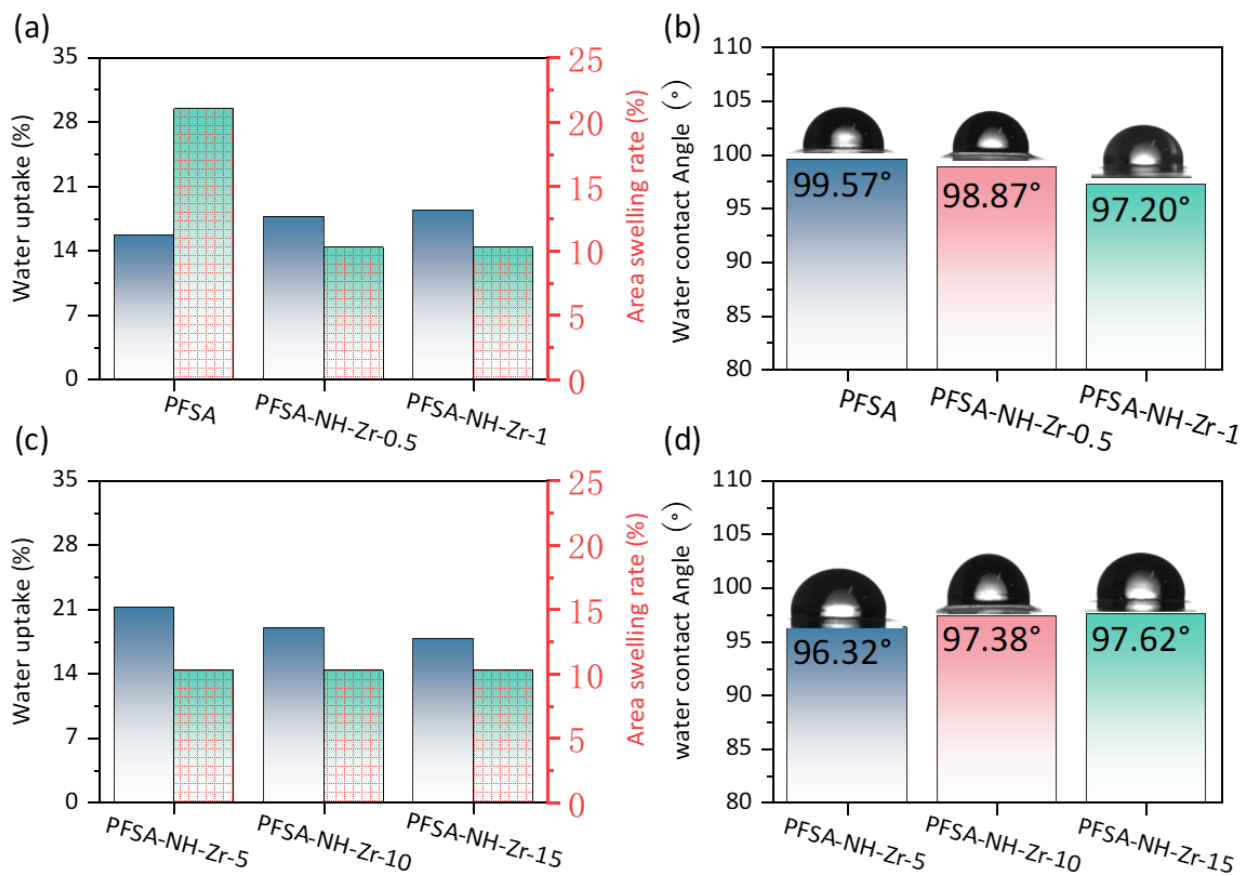 (a)
35
28
21
14
7
0
Water uptake (%)
25
20
15
10
5
0
Area swelling rate (%)
PFSA
PFSA-NH-Zr-0.5
PFSA-NH-Zr-1
(b)
110
105
100
95
90
85
80
Water contact Angle (°)
99.57°
98.87°
97.20°
PFSA
PFSA-NH-Zr-0.5
PFSA-NH-Zr-1
(c)
35
28
21
14
7
0
Water uptake (%)
25
20
15
10
5
0
Area swelling rate (%)
PFSA-NH-Zr-5
PFSA-NH-Zr-10
PFSA-NH-Zr-15
(d)
110
105
100
95
90
85
80
water contact Angle (°)
96.32°
97.38°
97.62°
PFSA-NH-Zr-5
PFSA-NH-Zr-10
PFSA-NH-Zr-15